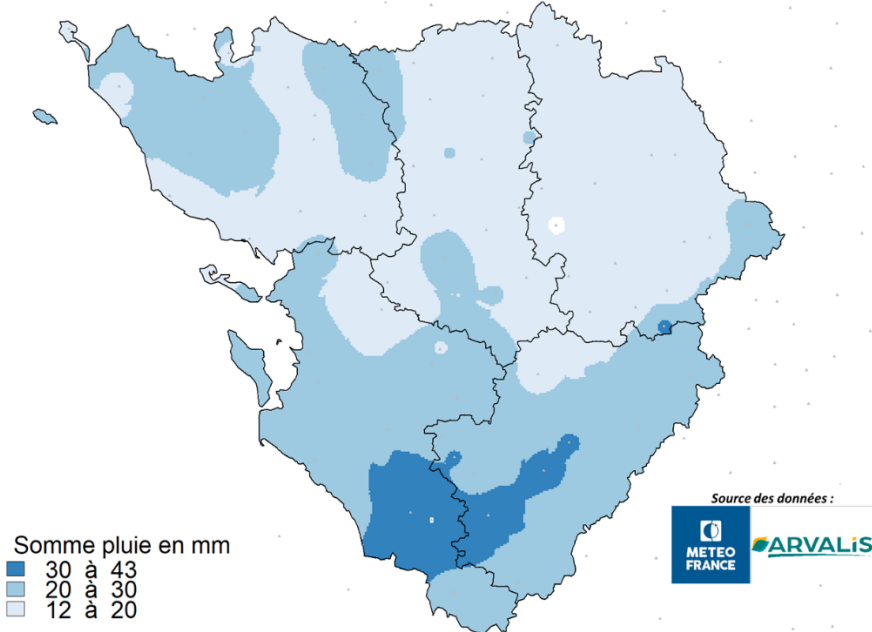 Source des données :
METEO
FRANCE
ARVALIS
Somme pluie en mm
30 à 43
20 à 30
12 à 20